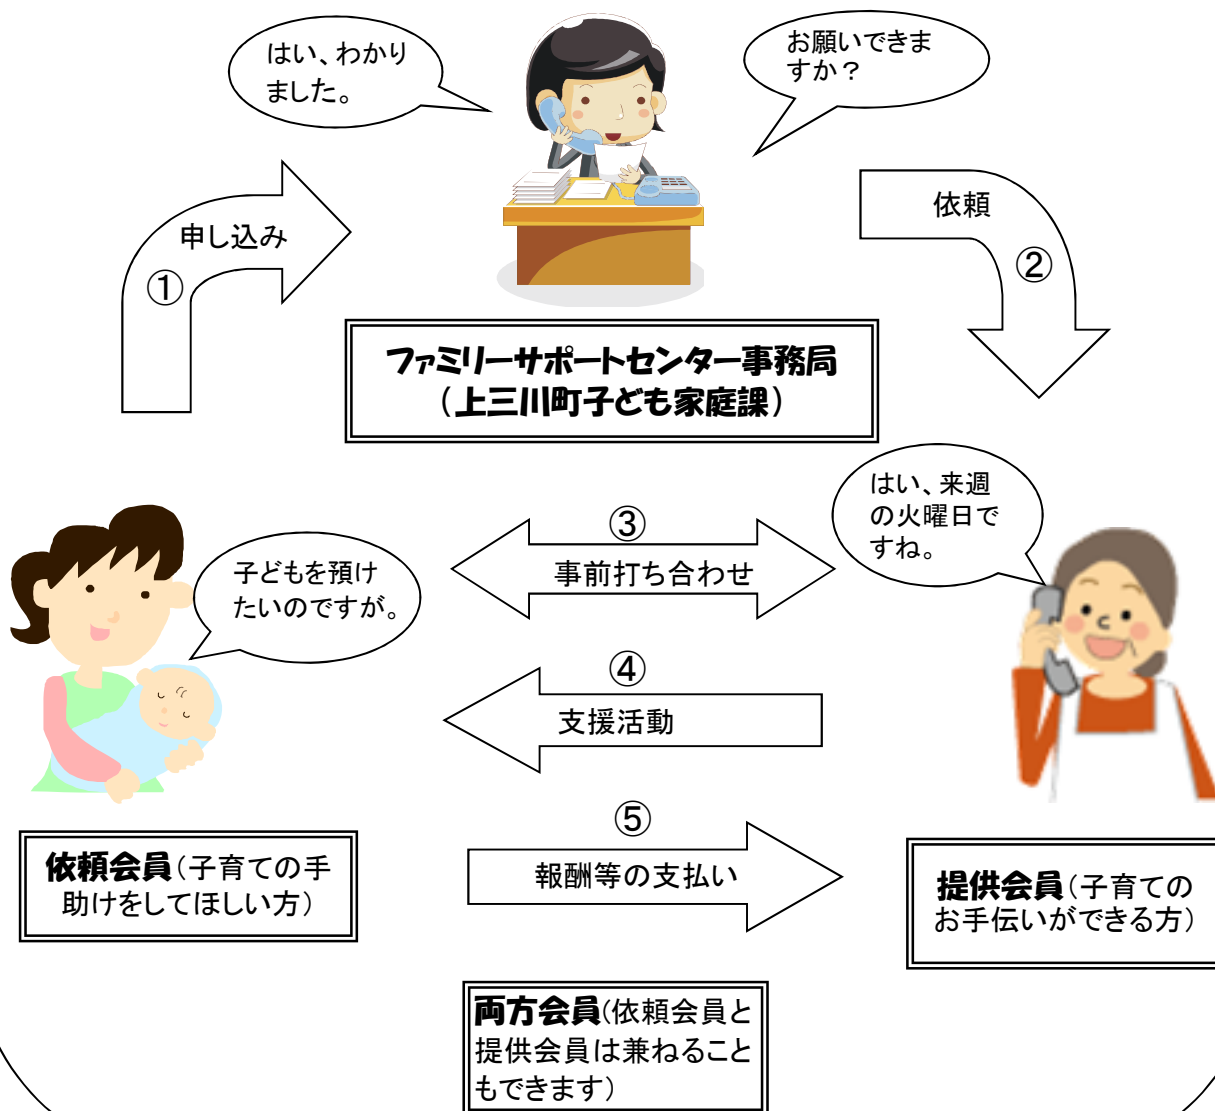 はい、わかり
ました。
お願いできま
すか？
申し込み
①
依頼
②
ファミリーサポートセンター事務局
（上三川町子ども家庭課）
はい、来週
の火曜日で
すね。
③
事前打ち合わせ
子どもを預け
たいのですが。
④
支援活動
⑤
報酬等の支払い
依頼会員（子育ての手
助けをしてほしい方）
提供会員（子育ての
お手伝いができる方）
両方会員（依頼会員と
提供会員は兼ねること
もできます）